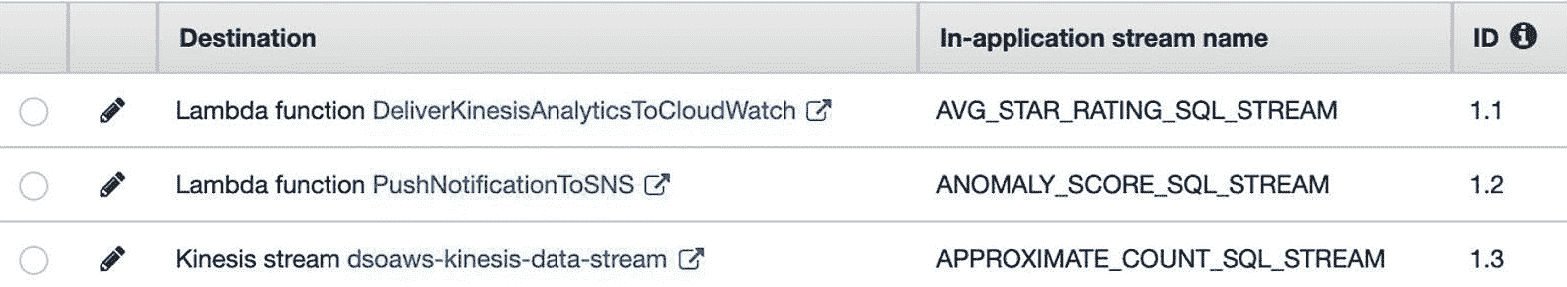 Destination In-application stream name ID
Lambda function DeliverKinesisAnalyticsToCloudWatch AVG_STAR_RATING_SQL_STREAM 1.1
Lambda function PushNotificationToSNS ANOMALY_SCORE_SQL_STREAM 1.2
Kinesis stream dsoaws-kinesis-data-stream APPROXIMATE_COUNT_SQL_STREAM 1.3